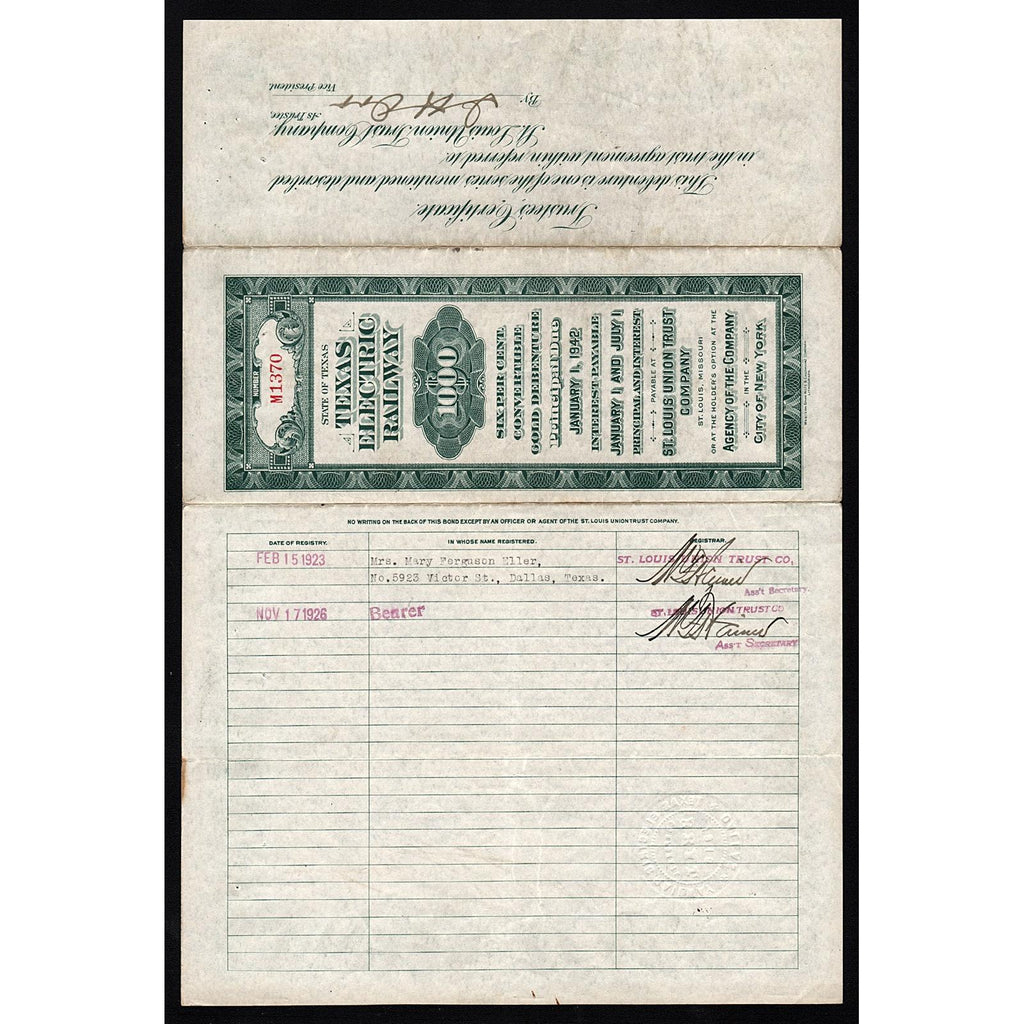 Trustee's Certificate.
This debenture is one of the series mentioned and described
in the trust agreement within referred to.
St. Louis Union Trust Company,
As Trustee,
By
Vice President
NUMBER
M1370
STATE OF TEXAS
TEXAS
ELECTRIC
RAILWAY
$1000
SIX PER CENT.
CONVERTIBLE
GOLD DEBENTURE
Principal Due
JANUARY 1, 1942.
INTEREST PAYABLE
JANUARY 1 AND JULY 1
PRINCIPAL AND INTEREST
PAYABLE AT
ST. LOUIS UNION TRUST
COMPANY
ST. LOUIS, MISSOURI
OR AT THE HOLDER'S OPTION AT THE
AGENCY OF THE COMPANY
IN THE
CITY OF NEW YORK.
NO WRITING ON THE BACK OF THIS BOND EXCEPT BY AN OFFICER OR AGENT OF THE ST. LOUIS UNION TRUST COMPANY.
DATE OF REGISTRY. IN WHOSE NAME REGISTERED. REGISTRAR.
FEB 15 1923 Mrs. Mary Ferguson Eller, ST. LOUIS UNION TRUST CO,
No.5923 Victor St., Dallas, Texas.
Ass't Secretary.
NOV 17 1926 Bearer ST. LOUIS UNION TRUST CO
ASS'T SECRETARY